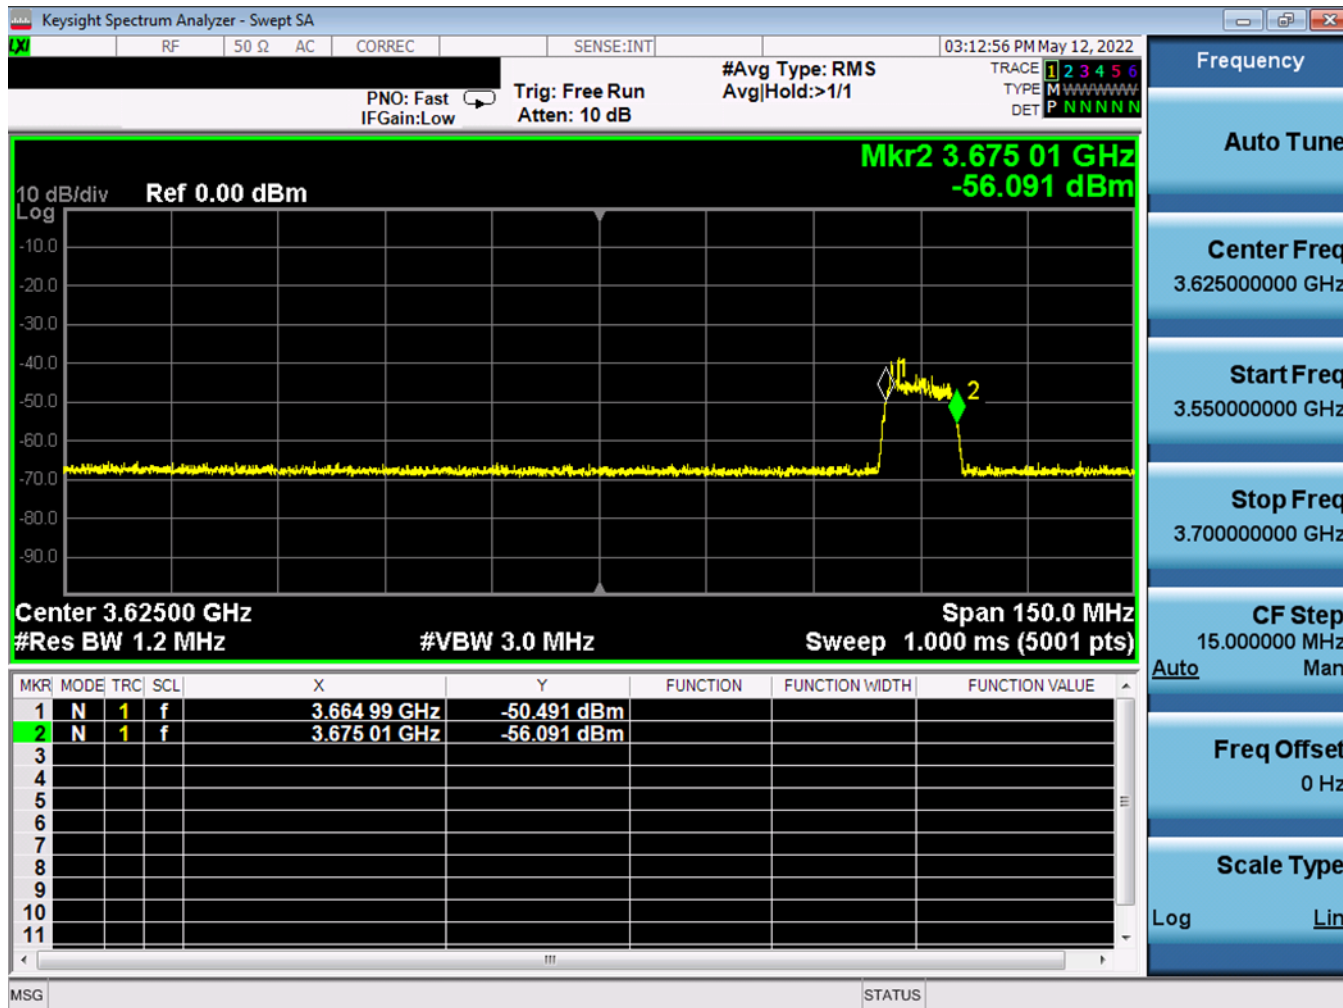 Keysight Spectrum Analyzer - Swept SA
LXI RF 50 Ω AC CORREC SENSE:INT 03:12:56 PM May 12, 2022
PNO: Fast
IFGain:Low
Trig: Free Run
Atten: 10 dB
#Avg Type: RMS
Avg|Hold:>1/1
TRACE 1 2 3 4 5 6
TYPE M WWWWW
DET P N N N N N
Mkr2 3.675 01 GHz
-56.091 dBm
10 dB/div Ref 0.00 dBm
Log
-10.0
-20.0
-30.0
-40.0
-50.0
-60.0
-70.0
-80.0
-90.0
1
2
Center 3.62500 GHz Span 150.0 MHz
#Res BW 1.2 MHz #VBW 3.0 MHz Sweep 1.000 ms (5001 pts)
MKR MODE TRC SCL X Y FUNCTION FUNCTION WIDTH FUNCTION VALUE
1 N 1 f 3.664 99 GHz -50.491 dBm
2 N 1 f 3.675 01 GHz -56.091 dBm
3
4
5
6
7
8
9
10
11
MSG STATUS
Frequency
Auto Tune
Center Freq
3.625000000 GHz
Start Freq
3.550000000 GHz
Stop Freq
3.700000000 GHz
CF Step
15.000000 MHz
Auto Man
Freq Offset
0 Hz
Scale Type
Log Lin